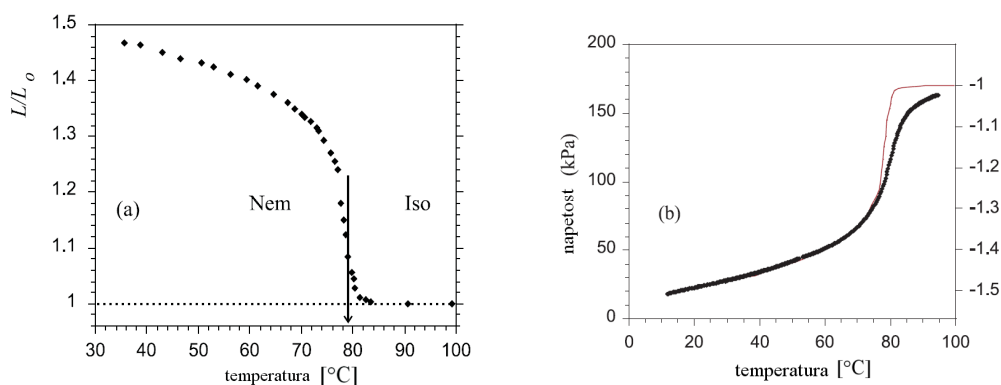 L/L₀
1.5
1.4
1.3
1.2
1.1
1
(a)
Nem
Iso
30 40 50 60 70 80 90 100
temperatura [°C]
napetost (kPa)
200
150
100
50
0
(b)
-1
-1.1
-1.2
-1.3
-1.4
-1.5
0 20 40 60 80 100
temperatura [°C]